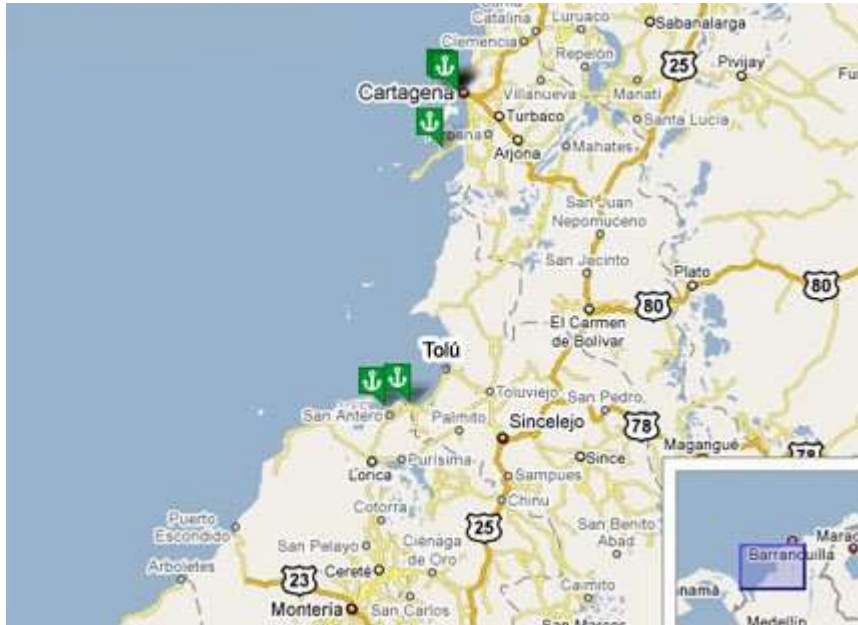 Catalina
Luruaco
Sabanalarga
Clemencia
Repelón
25
Pivijay
Cartagena
Villanueva
Manatí
Turbaco
Santa Lucia
Arjona
Mahates
San Juan
Nepomuceno
San Jacinto
Plato
80
80
El Carmen
de Bolívar
Tolú
Toluviejo
San Pedro
San Antero
Palmito
Sincelejo
78
Magangué
78
Lorica
Purísima
Since
Sampues
Chinu
Cotorra
25
Puerto
Escondido
San Benito
Abad
San Pelayo
Ciénaga
de Oro
Barranquilla
Arboletes
23
Cereté
Caimito
Montería
San Carlos
San Marcos
Medellín